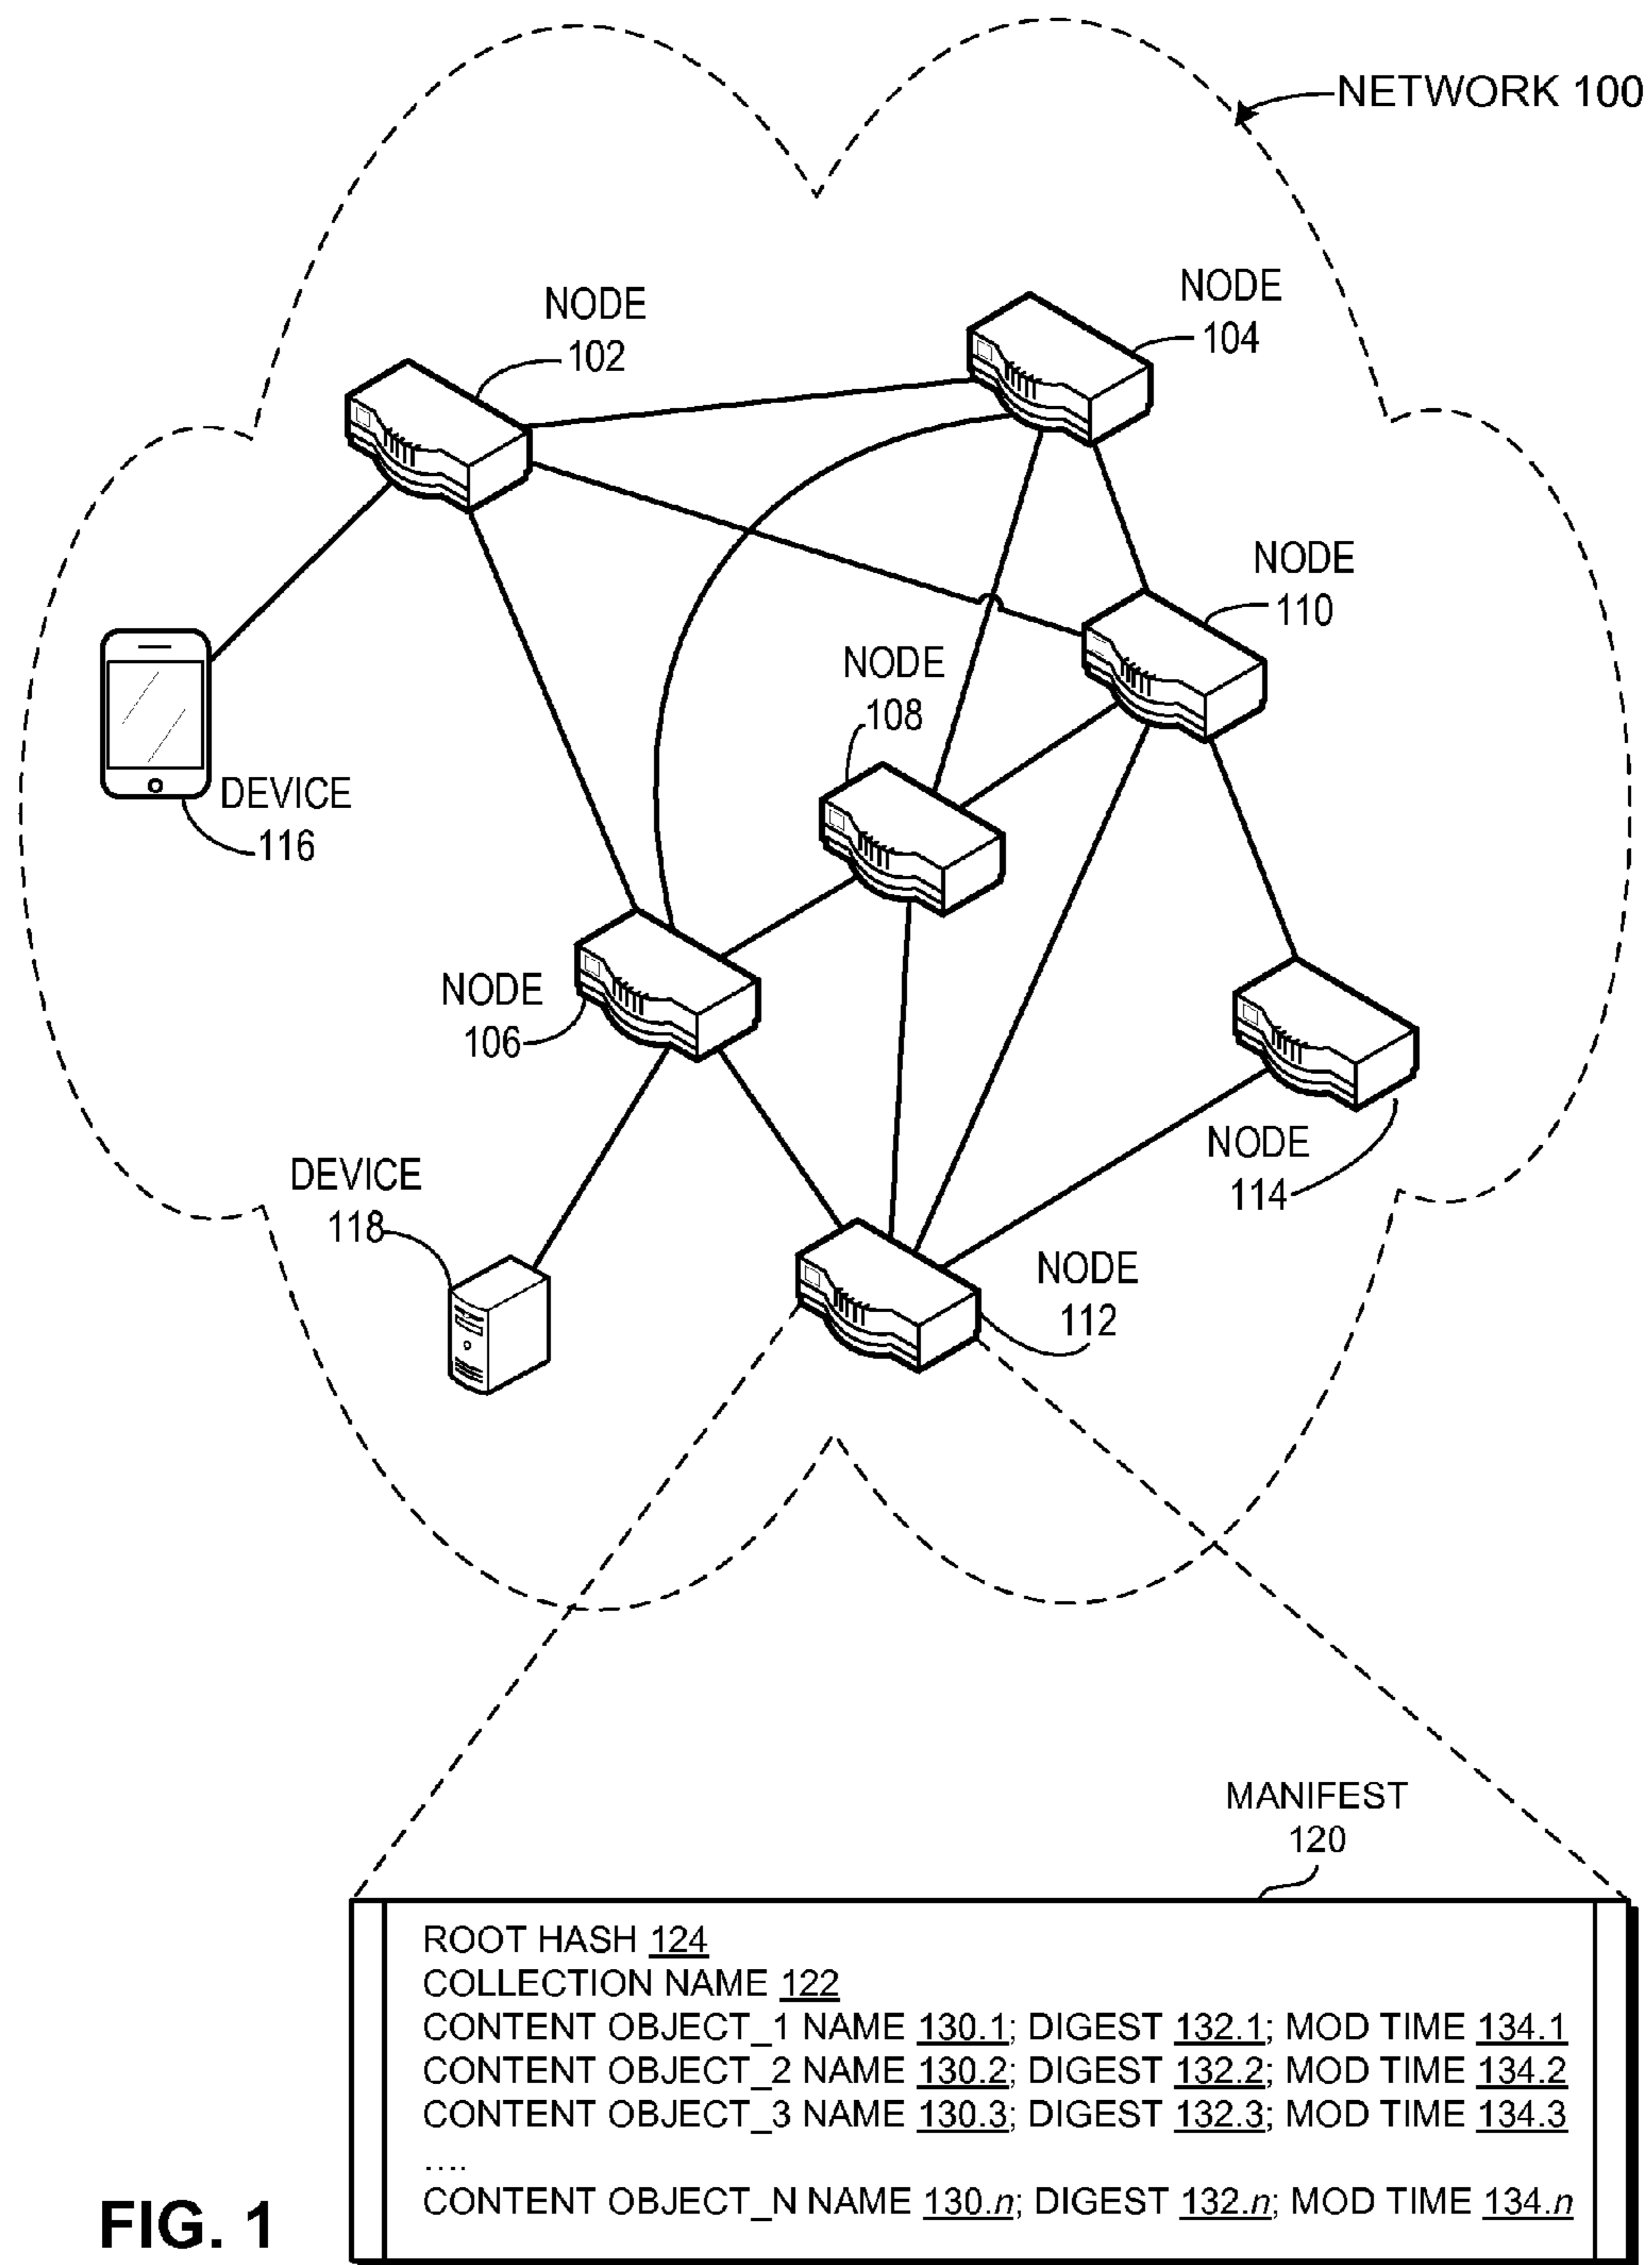 NETWORK 100
NODE
104
NODE
102
NODE
110
NODE
108
DEVICE
116
NODE
106
NODE
114
DEVICE
118
NODE
112
MANIFEST
120
ROOT HASH 124
COLLECTION NAME 122
CONTENT OBJECT_1 NAME 130.1; DIGEST 132.1; MOD TIME 134.1
CONTENT OBJECT_2 NAME 130.2; DIGEST 132.2; MOD TIME 134.2
CONTENT OBJECT_3 NAME 130.3; DIGEST 132.3; MOD TIME 134.3
....
CONTENT OBJECT_N NAME 130.n; DIGEST 132.n; MOD TIME 134.n
FIG. 1